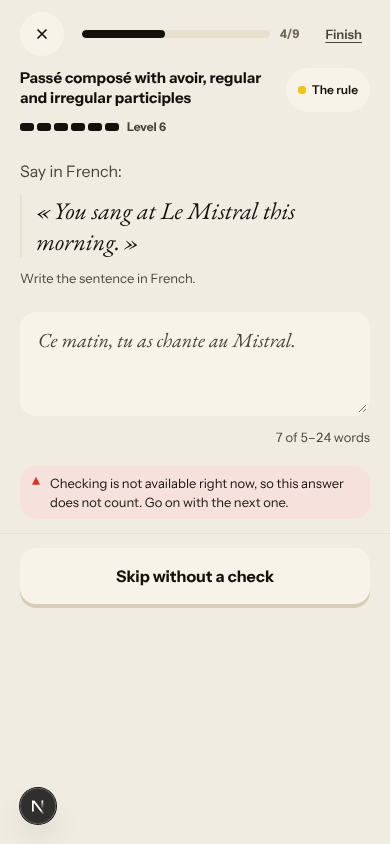 4/9
Finish
Passé composé with avoir, regular
and irregular participles
The rule
Level 6
Say in French:
« You sang at Le Mistral this
morning. »
Write the sentence in French.
Ce matin, tu as chante au Mistral.
7 of 5–24 words
Checking is not available right now, so this answer
does not count. Go on with the next one.
Skip without a check
N